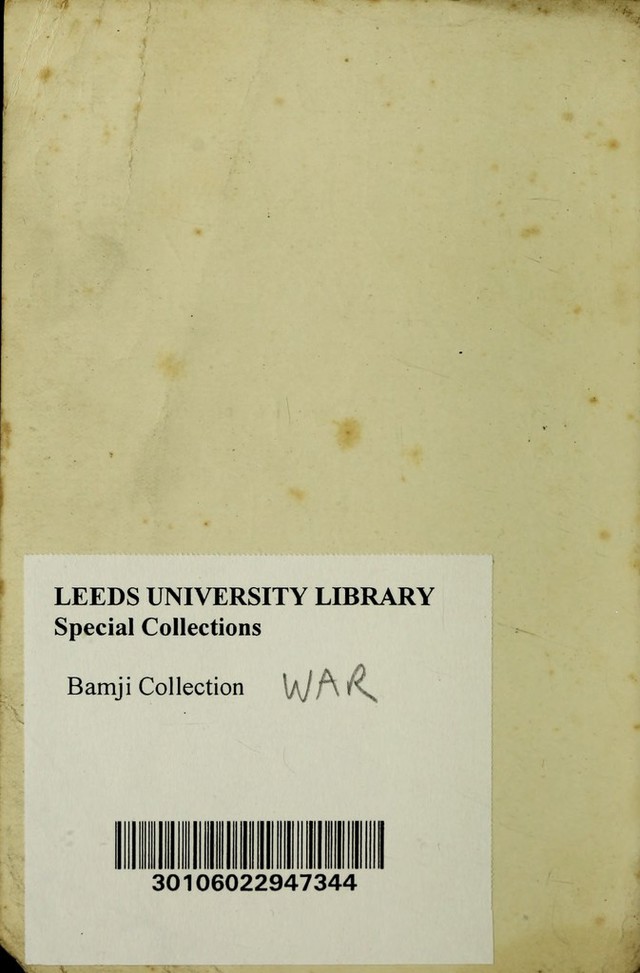 LEEDS UNIVERSITY LIBRARY
Special Collections
Bamji Collection WAR
30106022947344